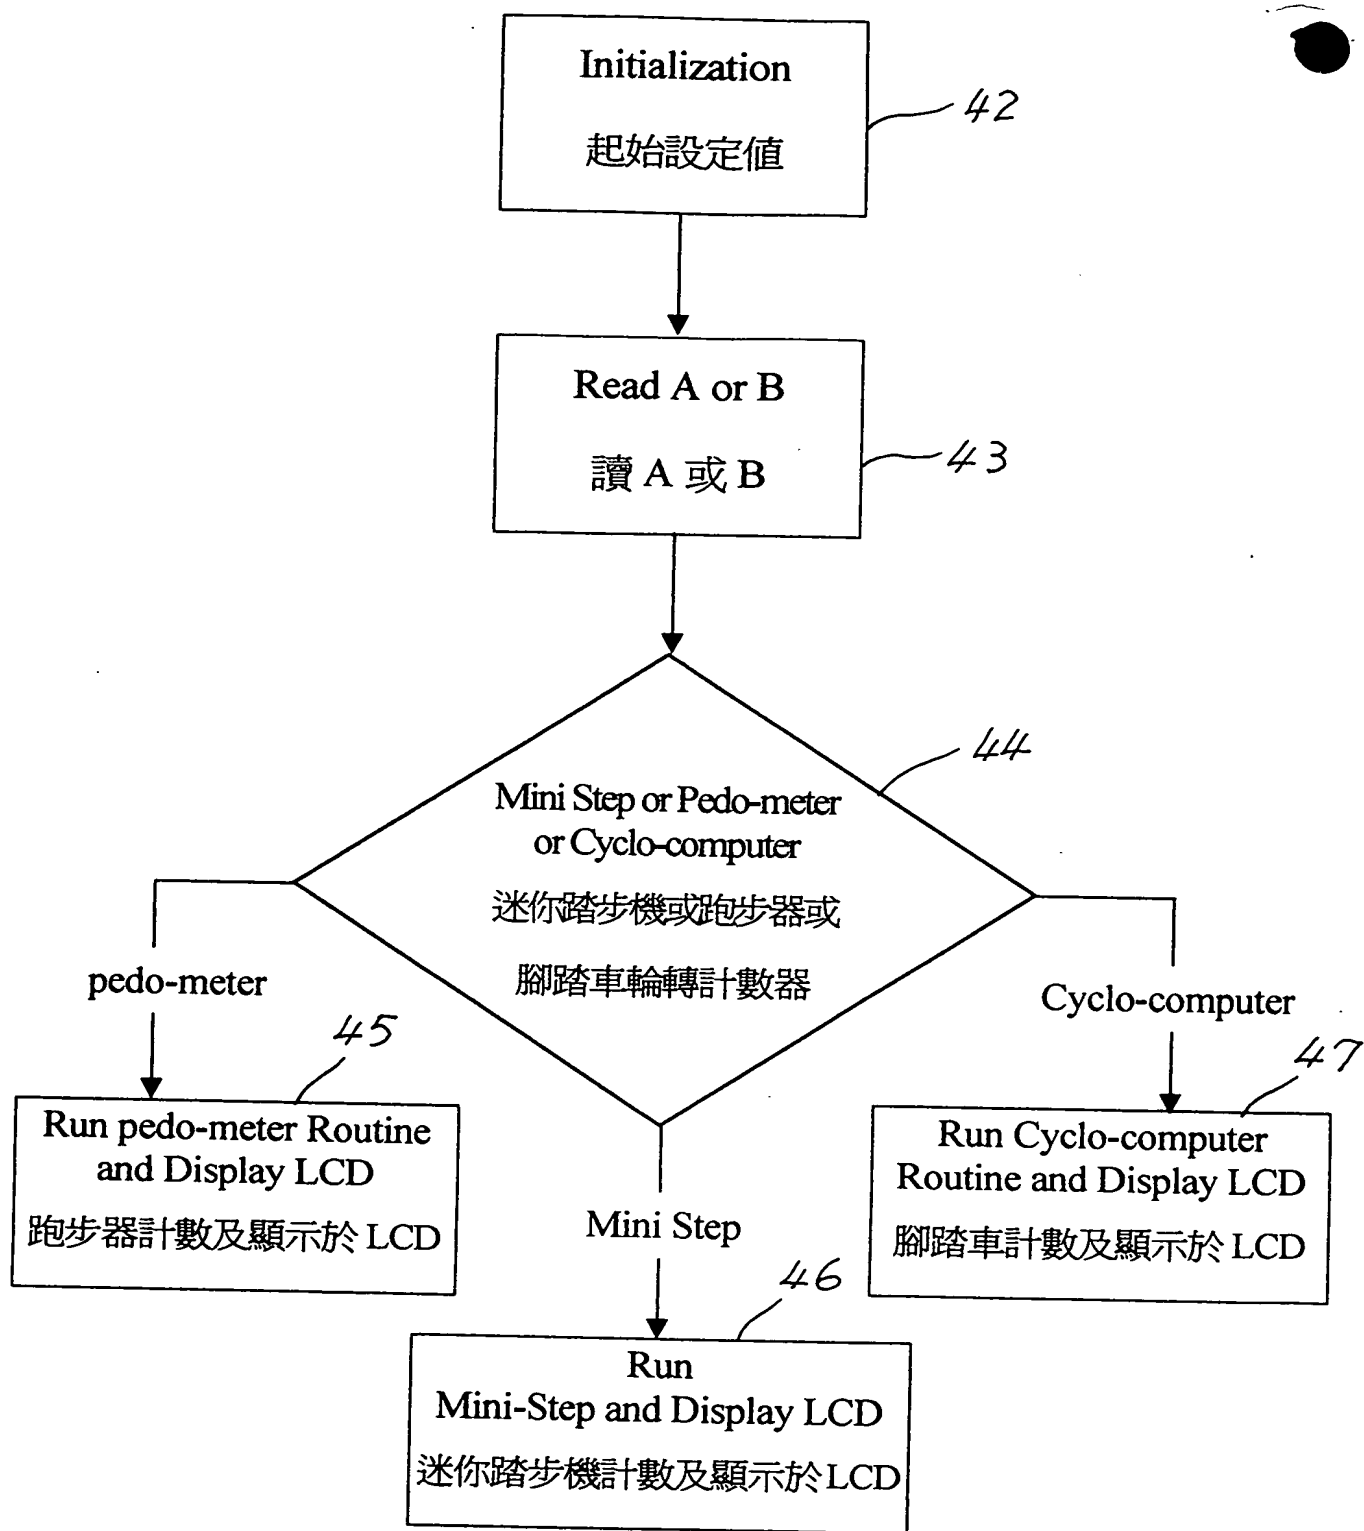 Initialization
起始設定值
42
Read A or B
讀 A 或 B
43
44
Mini Step or Pedo-meter
or Cyclo-computer
迷你踏步機或跑步器或
腳踏車輪轉計數器
pedo-meter
Cyclo-computer
45
47
Run pedo-meter Routine
and Display LCD
跑步器計數及顯示於 LCD
Run Cyclo-computer
Routine and Display LCD
腳踏車計數及顯示於 LCD
Mini Step
46
Run
Mini-Step and Display LCD
迷你踏步機計數及顯示於 LCD